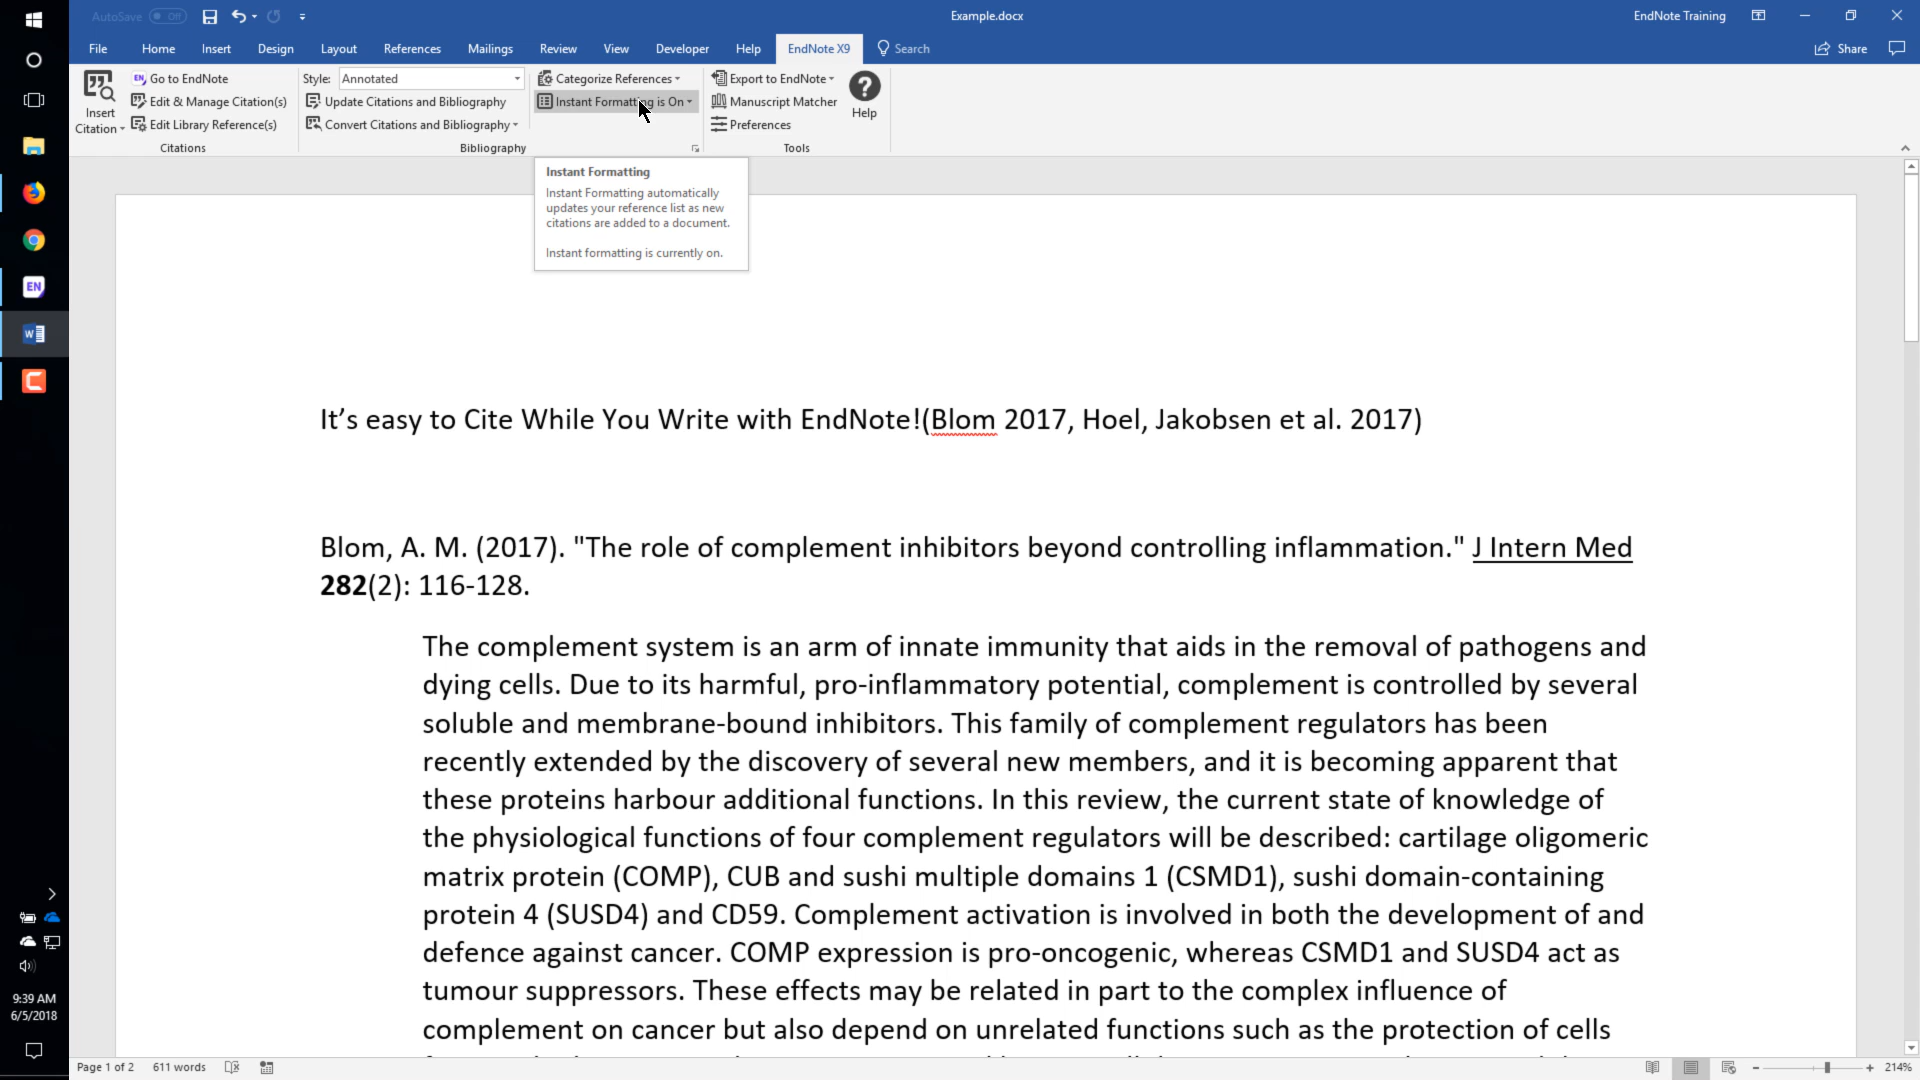 AutoSave Off
Example.docx
EndNote Training
File Home Insert Design Layout References Mailings Review View Developer Help EndNote X9 Search
Share
Insert
Citation
Go to EndNote
Edit & Manage Citation(s)
Edit Library Reference(s)
Citations
Style: Annotated
Update Citations and Bibliography
Convert Citations and Bibliography
Categorize References
Instant Formatting is On
Bibliography
Export to EndNote
Manuscript Matcher
Preferences
Help
Tools
Instant Formatting
Instant Formatting automatically
updates your reference list as new
citations are added to a document.
Instant formatting is currently on.
It’s easy to Cite While You Write with EndNote!(Blom 2017, Hoel, Jakobsen et al. 2017)
Blom, A. M. (2017). "The role of complement inhibitors beyond controlling inflammation." J Intern Med
282(2): 116-128.
The complement system is an arm of innate immunity that aids in the removal of pathogens and
dying cells. Due to its harmful, pro-inflammatory potential, complement is controlled by several
soluble and membrane-bound inhibitors. This family of complement regulators has been
recently extended by the discovery of several new members, and it is becoming apparent that
these proteins harbour additional functions. In this review, the current state of knowledge of
the physiological functions of four complement regulators will be described: cartilage oligomeric
matrix protein (COMP), CUB and sushi multiple domains 1 (CSMD1), sushi domain-containing
protein 4 (SUSD4) and CD59. Complement activation is involved in both the development of and
defence against cancer. COMP expression is pro-oncogenic, whereas CSMD1 and SUSD4 act as
tumour suppressors. These effects may be related in part to the complex influence of
complement on cancer but also depend on unrelated functions such as the protection of cells
EN
9:39 AM
6/5/2018
Page 1 of 2 611 words
214%